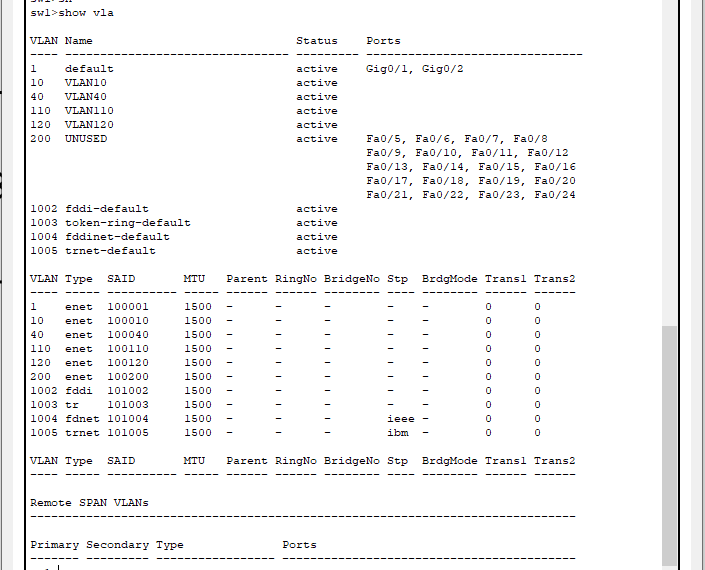 sw1>show vla
VLAN Name                             Status    Ports
---- -------------------------------- --------- -------------------------------
1    default                          active    Gig0/1, Gig0/2
10   VLAN10                           active
40   VLAN40                           active
110  VLAN110                          active
120  VLAN120                          active
200  UNUSED                           active    Fa0/5, Fa0/6, Fa0/7, Fa0/8
                                                Fa0/9, Fa0/10, Fa0/11, Fa0/12
                                                Fa0/13, Fa0/14, Fa0/15, Fa0/16
                                                Fa0/17, Fa0/18, Fa0/19, Fa0/20
                                                Fa0/21, Fa0/22, Fa0/23, Fa0/24
1002 fddi-default                     active
1003 token-ring-default               active
1004 fddinet-default                  active
1005 trnet-default                    active
VLAN Type  SAID       MTU   Parent RingNo BridgeNo Stp  BrdgMode Trans1 Trans2
---- ----- ---------- ----- ------ ------ -------- ---- -------- ------ ------
1    enet  100001     1500  -      -      -        -    -        0      0
10   enet  100010     1500  -      -      -        -    -        0      0
40   enet  100040     1500  -      -      -        -    -        0      0
110  enet  100110     1500  -      -      -        -    -        0      0
120  enet  100120     1500  -      -      -        -    -        0      0
200  enet  100200     1500  -      -      -        -    -        0      0
1002 fddi  101002     1500  -      -      -        -    -        0      0
1003 tr    101003     1500  -      -      -        -    -        0      0
1004 fdnet 101004     1500  -      -      -        ieee -        0      0
1005 trnet 101005     1500  -      -      -        ibm  -        0      0
VLAN Type  SAID       MTU   Parent RingNo BridgeNo Stp  BrdgMode Trans1 Trans2
---- ----- ---------- ----- ------ ------ -------- ---- -------- ------ ------
Remote SPAN VLANs
------------------------------------------------------------------------------
Primary Secondary Type              Ports
------- --------- ----------------- ------------------------------------------